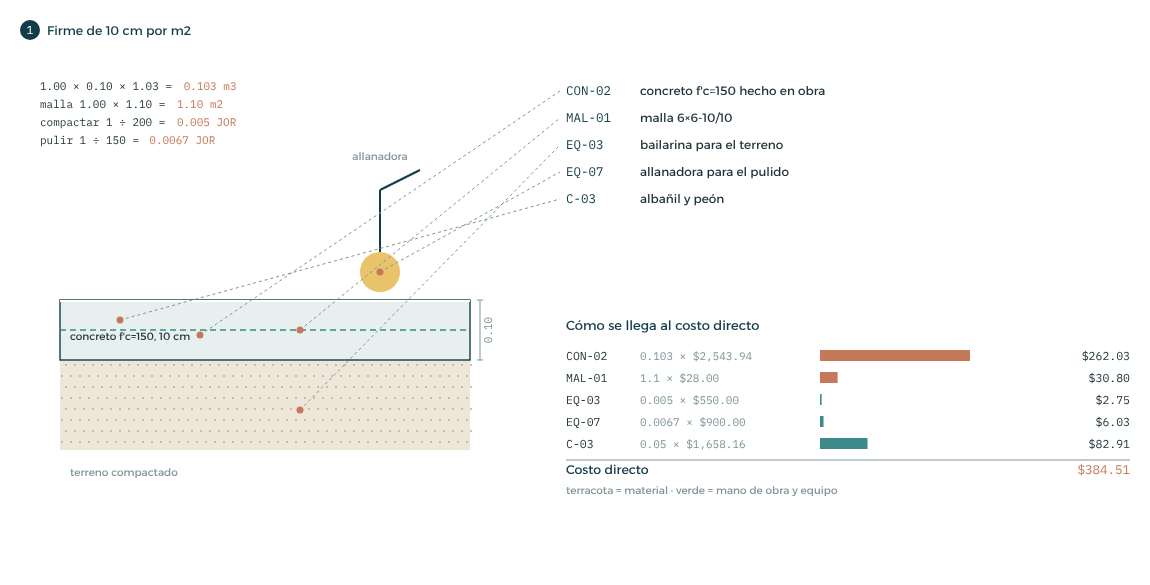 1 Firme de 10 cm por m2
1.00 × 0.10 × 1.03 = 0.103 m3
malla 1.00 × 1.10 = 1.10 m2
compactar 1 ÷ 200 = 0.005 JOR
pulir 1 ÷ 150 = 0.0067 JOR
allanadora
CON-02 concreto f'c=150 hecho en obra
MAL-01 malla 6×6-10/10
EQ-03 bailarina para el terreno
EQ-07 allanadora para el pulido
C-03 albañil y peón
concreto f'c=150, 10 cm
0.10
terreno compactado
Cómo se llega al costo directo
CON-02 0.103 × $2,543.94 $262.03
MAL-01 1.1 × $28.00 $30.80
EQ-03 0.005 × $550.00 $2.75
EQ-07 0.0067 × $900.00 $6.03
C-03 0.05 × $1,658.16 $82.91
Costo directo $384.51
terracota = material · verde = mano de obra y equipo